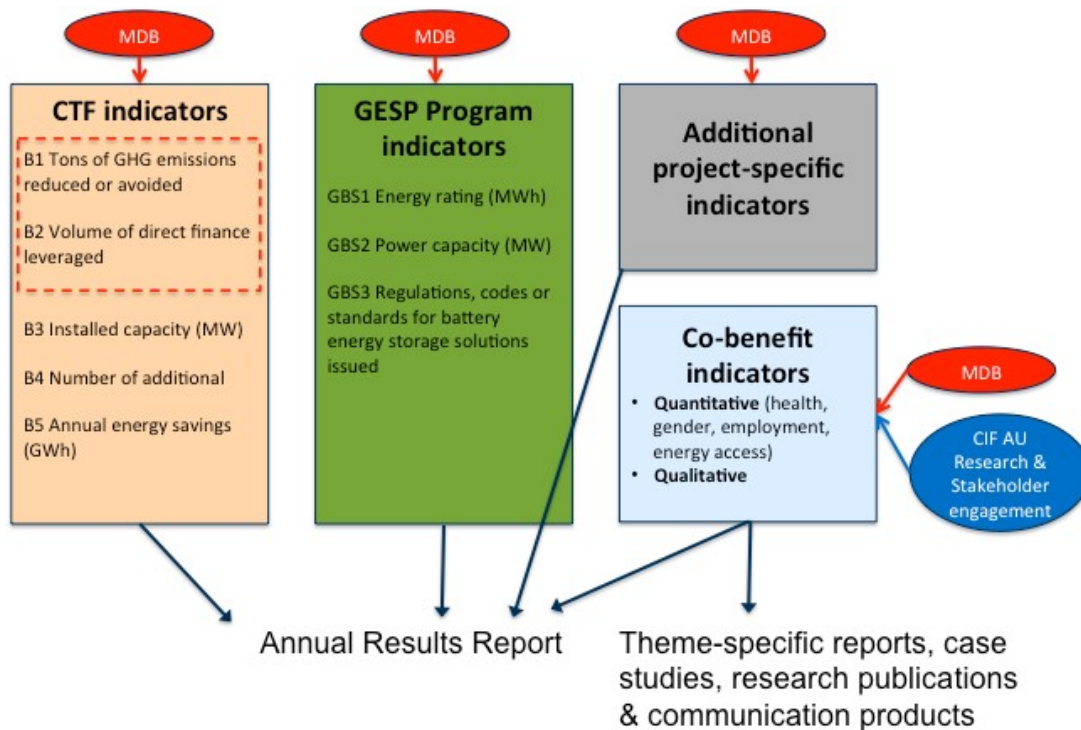 MDB
MDB
MDB
CTF indicators
B1 Tons of GHG emissions
reduced or avoided
B2 Volume of direct finance
leveraged
B3 Installed capacity (MW)
B4 Number of additional
B5 Annual energy savings
(GWh)
GESP Program
indicators
GBS1 Energy rating (MWh)
GBS2 Power capacity (MW)
GBS3 Regulations, codes or
standards for battery
energy storage solutions
issued
Additional
project-specific
indicators
Co-benefit
indicators
• Quantitative (health,
gender, employment,
energy access)
• Qualitative
MDB
CIF AU
Research &
Stakeholder
engagement
Annual Results Report
Theme-specific reports, case
studies, research publications
& communication products